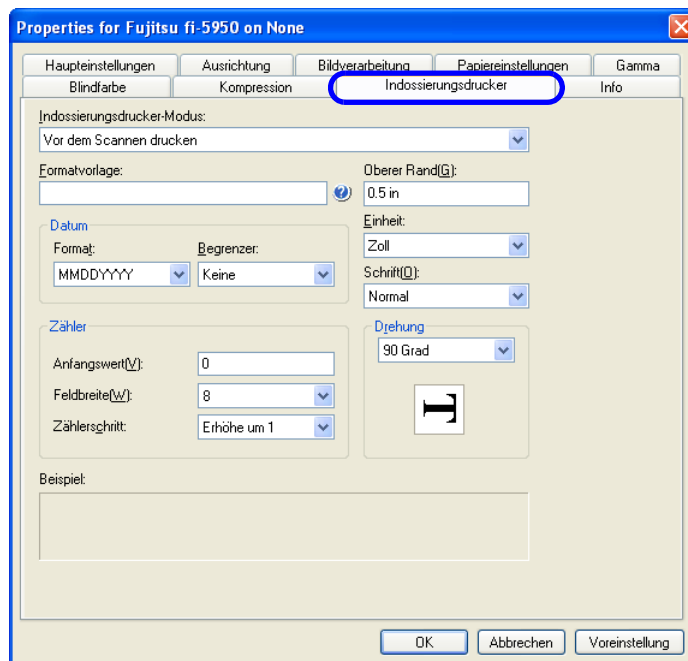 Properties for Fujitsu fi-5950 on None
Haupteinstellungen Ausrichtung Bildverarbeitung Papiereinstellungen Gamma
Blindfarbe Kompression Indossierungsdrucker Info
Indossierungsdrucker-Modus:
Vor dem Scannen drucken
Formatvorlage: Oberer Rand(G):
0.5 in
Datum Einheit:
Format: Begrenzer: Zoll
MMDDYYYY Keine Schrift(O):
Normal
Zähler Drehung
90 Grad
Anfangswert(V): 0
Feldbreite(W): 8
Zählerschritt: Erhöhe um 1
Beispiel:
OK Abbrechen Voreinstellung